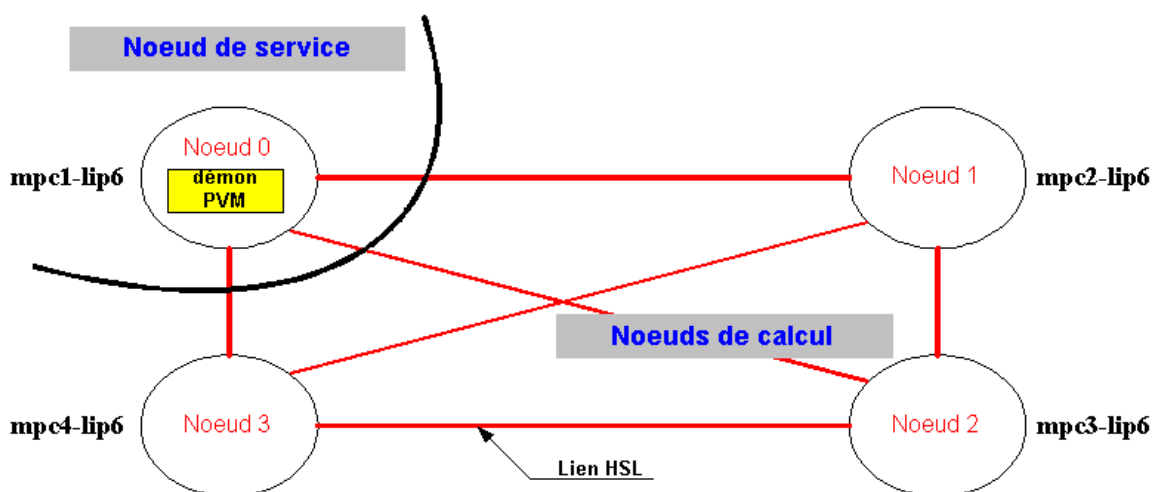 Noeud de service
Noeud 0
démon
PVM
mpc1-lip6
Noeud 1
mpc2-lip6
Noeuds de calcul
mpc4-lip6
Noeud 3
Noeud 2
mpc3-lip6
Lien HSL